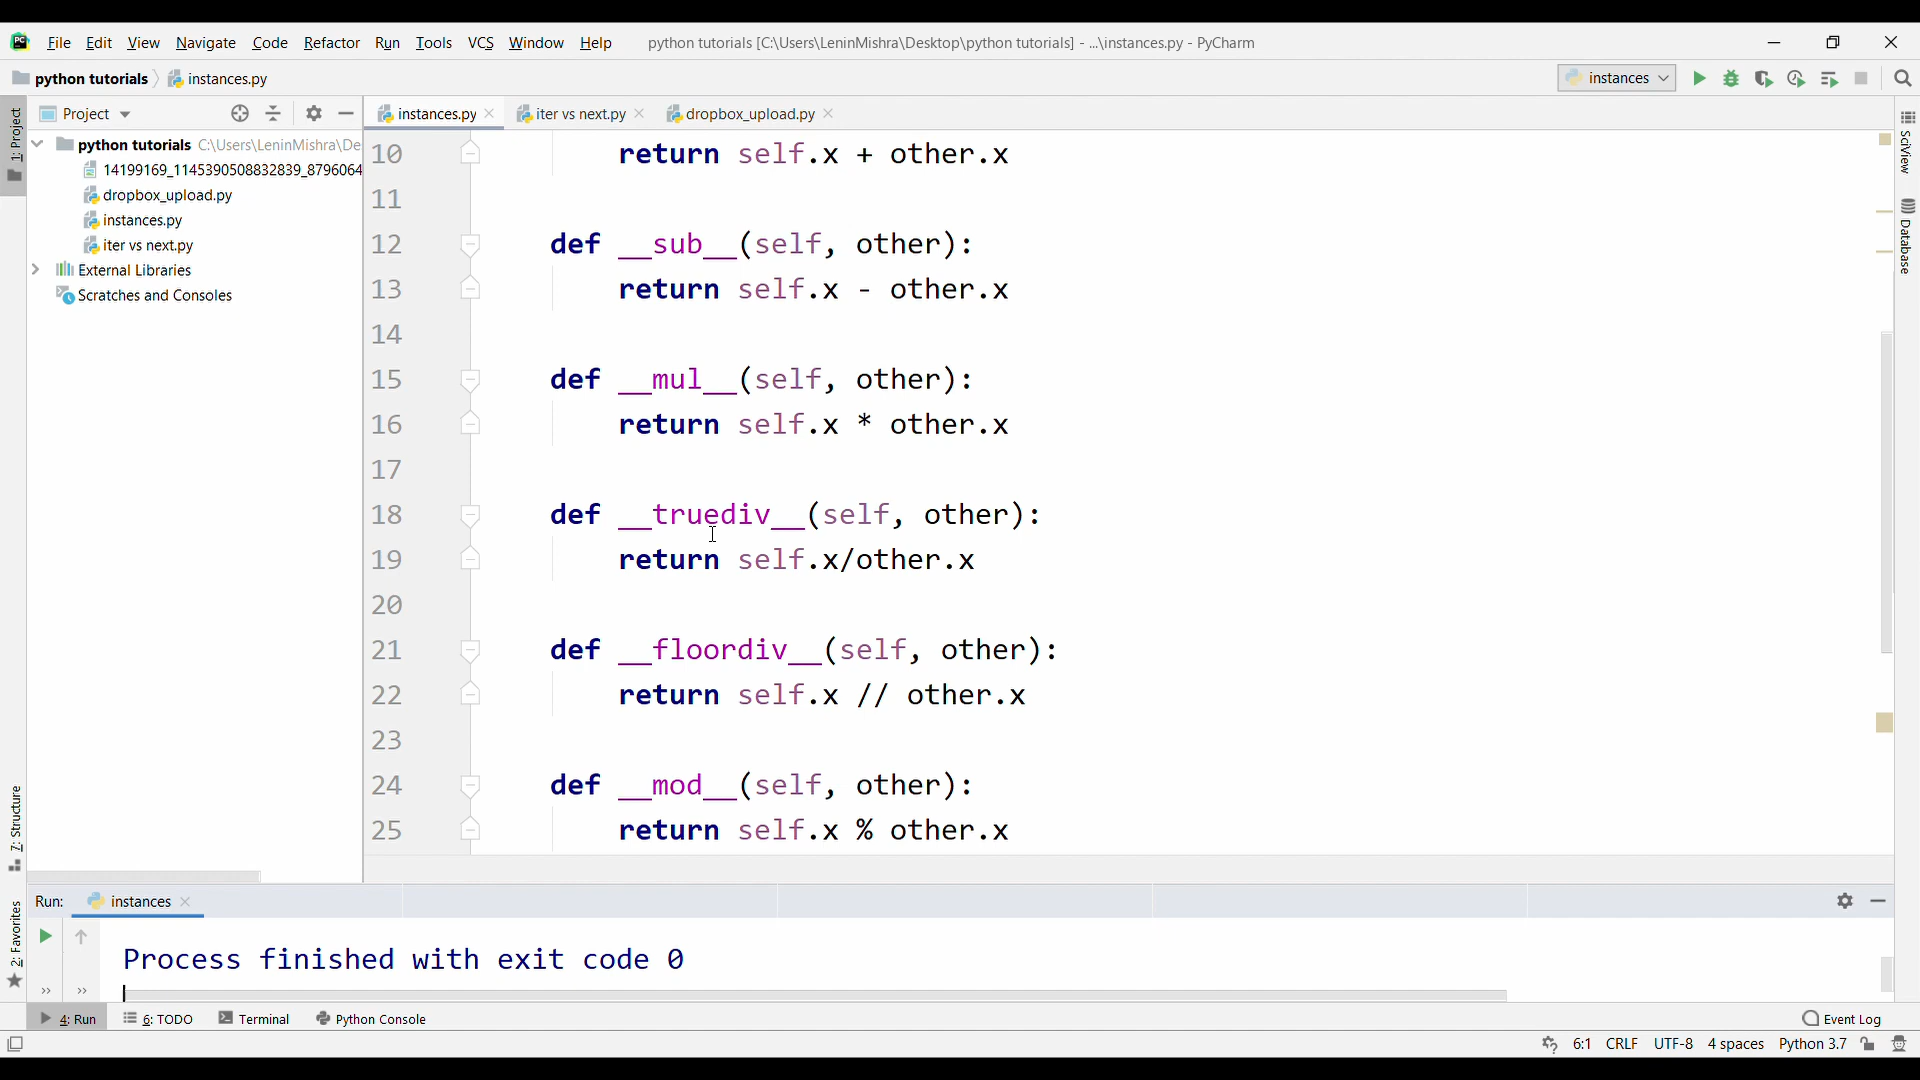 File Edit View Navigate Code Refactor Run Tools VCS Window Help python tutorials [C:\Users\LeninMishra\Desktop\python tutorials] - ...\instances.py - PyCharm
python tutorials instances.py instances
1: Project
Project
instances.py iter vs next.py dropbox_upload.py
python tutorials C:\Users\LeninMishra\De
14199169_1145390508832839_8796064
dropbox_upload.py
instances.py
iter vs next.py
External Libraries
Scratches and Consoles
10 return self.x + other.x
11
12 def __sub__(self, other):
13 return self.x - other.x
14
15 def __mul__(self, other):
16 return self.x * other.x
17
18 def __truediv__(self, other):
19 return self.x/other.x
20
21 def __floordiv__(self, other):
22 return self.x // other.x
23
24 def __mod__(self, other):
25 return self.x % other.x
SciView
Database
7: Structure
2: Favorites
Run: instances
Process finished with exit code 0
4: Run 6: TODO Terminal Python Console Event Log
6:1 CRLF UTF-8 4 spaces Python 3.7